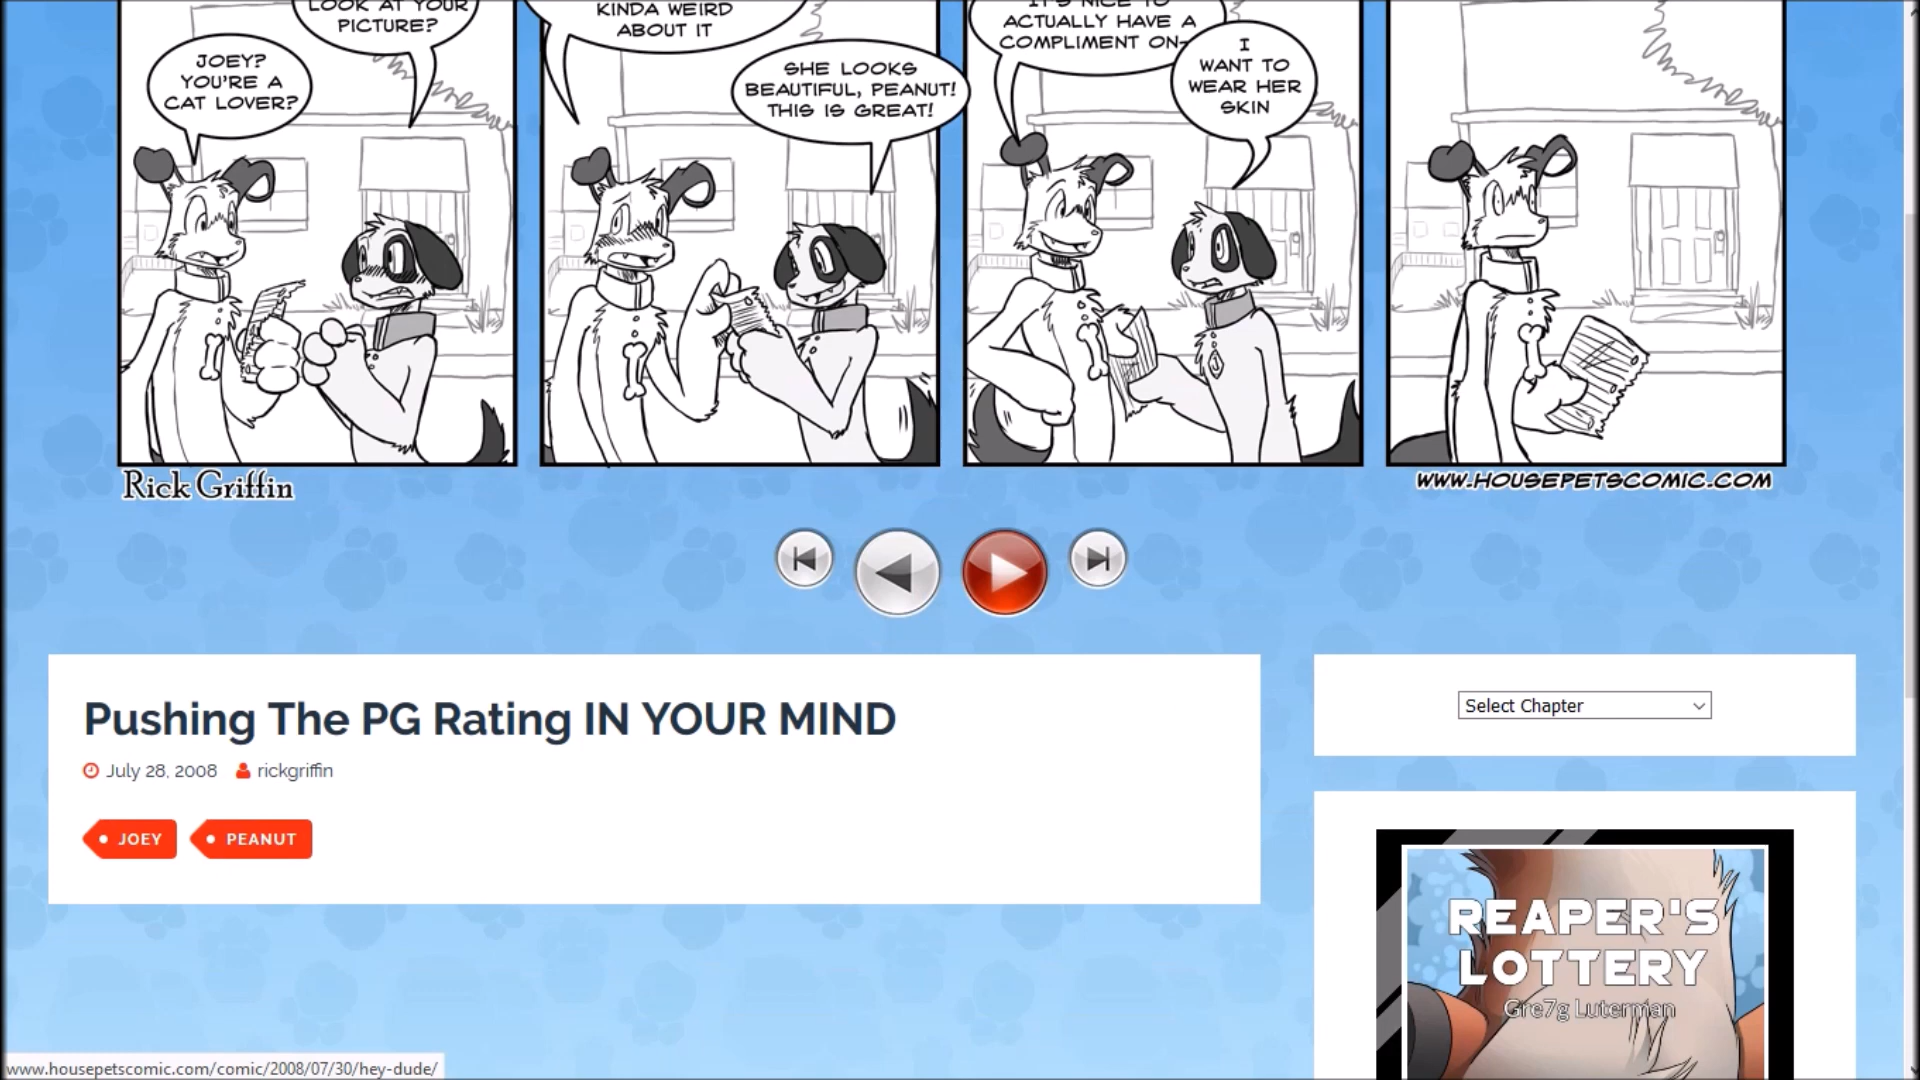 LOOK AT YOUR
PICTURE?
JOEY?
YOU'RE A
CAT LOVER?
KINDA WEIRD
ABOUT IT
SHE LOOKS
BEAUTIFUL, PEANUT!
THIS IS GREAT!
IT'S NICE TO
ACTUALLY HAVE A
COMPLIMENT ON-
I
WANT TO
WEAR HER
SKIN
Rick Griffin
WWW.HOUSEPETSCOMIC.COM
Pushing The PG Rating IN YOUR MIND
July 28, 2008 rickgriffin
JOEY PEANUT
Select Chapter
REAPER'S
LOTTERY
Gre7g Luterman
www.housepetscomic.com/comic/2008/07/30/hey-dude/